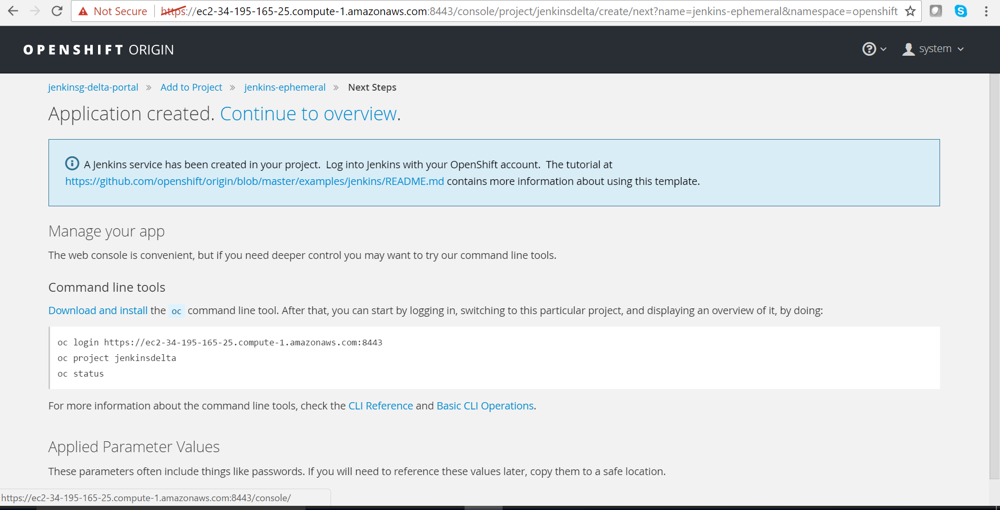 Not Secure https://ec2-34-195-165-25.compute-1.amazonaws.com:8443/console/project/jenkinsdelta/create/next?name=jenkins-ephemeral&namespace=openshift
OPENSHIFT ORIGIN
system
jenkinsg-delta-portal » Add to Project » jenkins-ephemeral » Next Steps
Application created. Continue to overview.
A Jenkins service has been created in your project. Log into Jenkins with your OpenShift account. The tutorial at
https://github.com/openshift/origin/blob/master/examples/jenkins/README.md contains more information about using this template.
Manage your app
The web console is convenient, but if you need deeper control you may want to try our command line tools.
Command line tools
Download and install the oc command line tool. After that, you can start by logging in, switching to this particular project, and displaying an overview of it, by doing:
oc login https://ec2-34-195-165-25.compute-1.amazonaws.com:8443
oc project jenkinsdelta
oc status
For more information about the command line tools, check the CLI Reference and Basic CLI Operations.
Applied Parameter Values
These parameters often include things like passwords. If you will need to reference these values later, copy them to a safe location.
https://ec2-34-195-165-25.compute-1.amazonaws.com:8443/console/